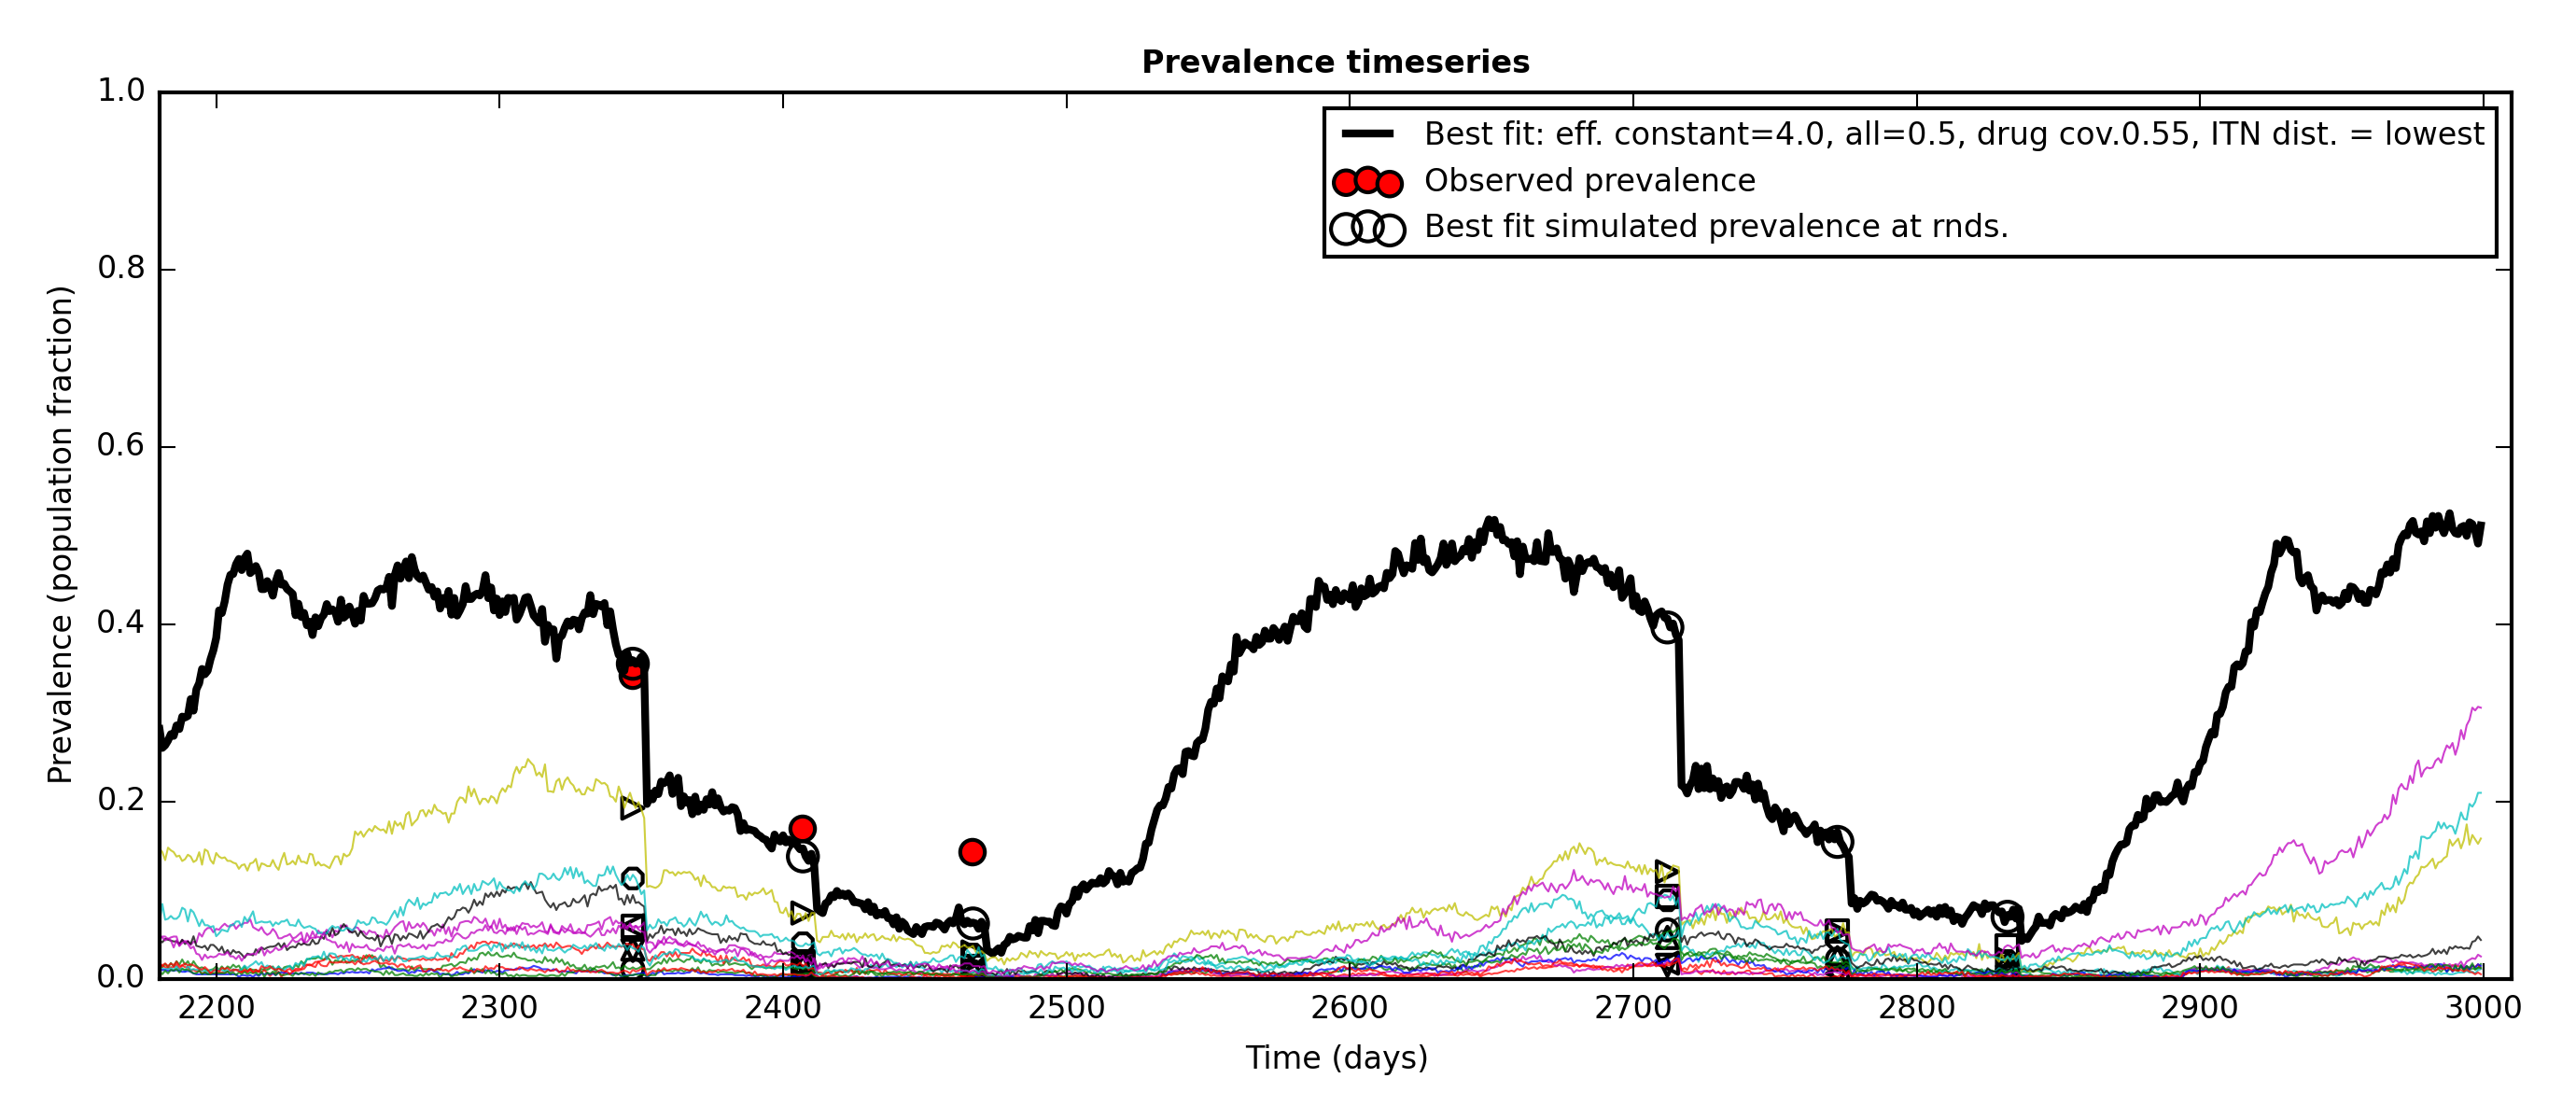 Prevalence timeseries
1.0
0.8
0.6
0.4
0.2
0.0
Prevalence (population fraction)
Best fit: eff. constant=4.0, all=0.5, drug cov.0.55, ITN dist. = lowest
Observed prevalence
Best fit simulated prevalence at rnds.
2200 2300 2400 2500 2600 2700 2800 2900 3000
Time (days)